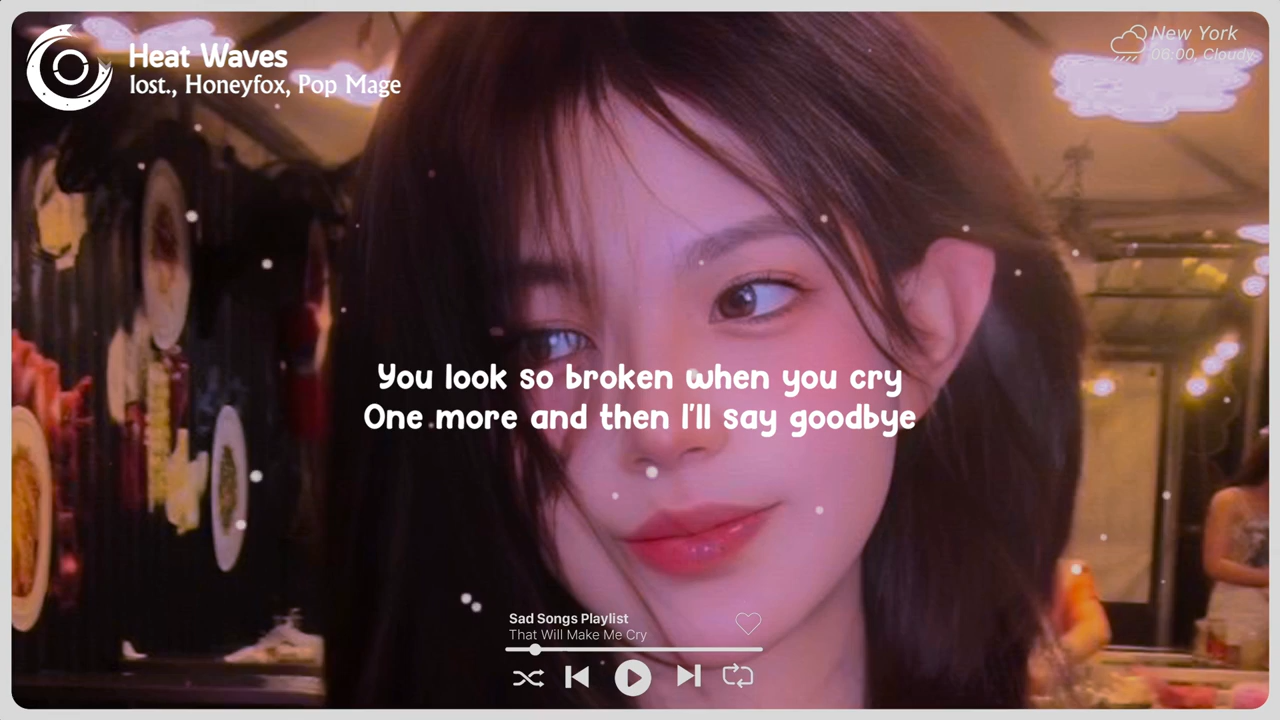 Heat Waves
lost., Honeyfox, Pop Mage
New York
06:00, Cloudy
You look so broken when you cry
One more and then I'll say goodbye
Sad Songs Playlist
That Will Make Me Cry